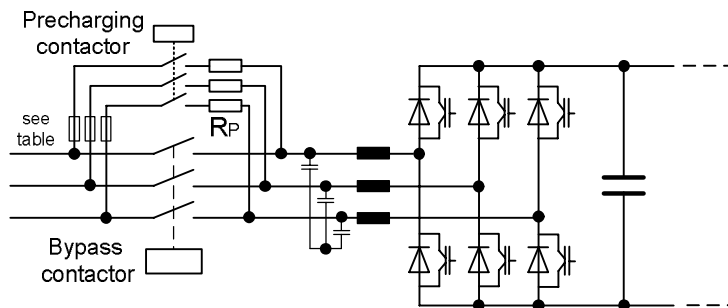 Precharging
contactor
see
table
RP
Bypass
contactor